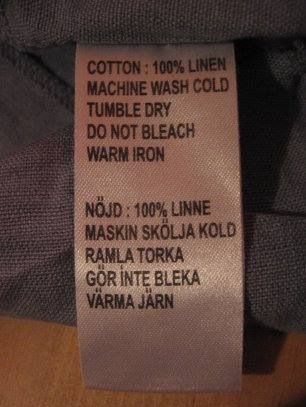 COTTON : 100% LINEN
MACHINE WASH COLD
TUMBLE DRY
DO NOT BLEACH
WARM IRON
NÖJD : 100% LINNE
MASKIN SKÖLJA KOLD
RAMLA TORKA
GÖR INTE BLEKA
VÄRMA JÄRN